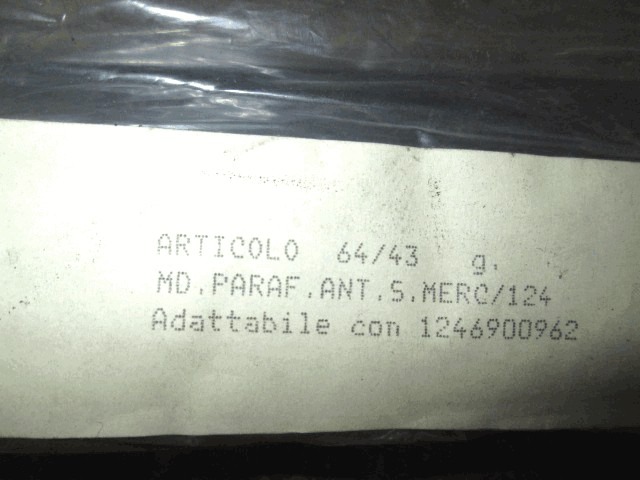 ARTICOLO 64/43 g.
MD.PARAF.ANT.S.MERC/124
Adattabile con 1246900962